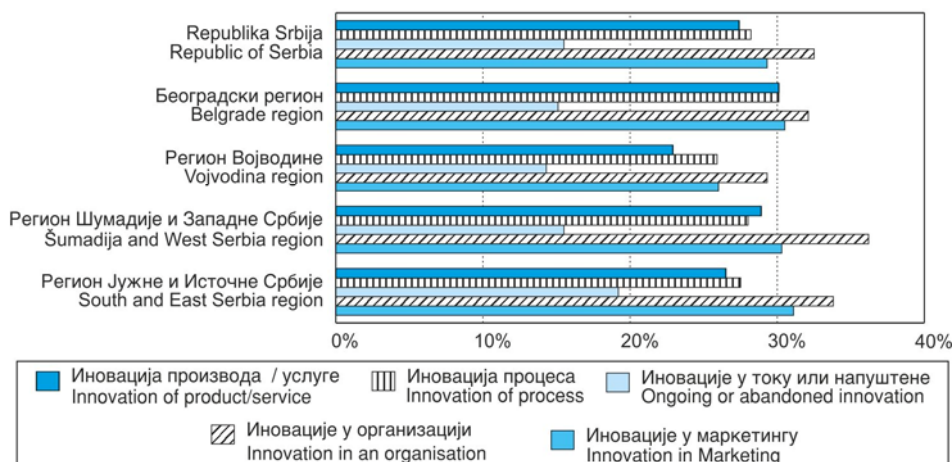 Republika Srbija
Republic of Serbia
Београдски регион
Belgrade region
Регион Војводине
Vojvodina region
Регион Шумадије и Западне Србије
Šumadija and West Serbia region
Регион Јужне и Источне Србије
South and East Serbia region
0% 10% 20% 30% 40%
Иновација производа / услуге
Innovation of product/service
Иновација процеса
Innovation of process
Иновације у току или напуштене
Ongoing or abandoned innovation
Иновације у организацији
Innovation in an organisation
Иновације у маркетингу
Innovation in Marketing